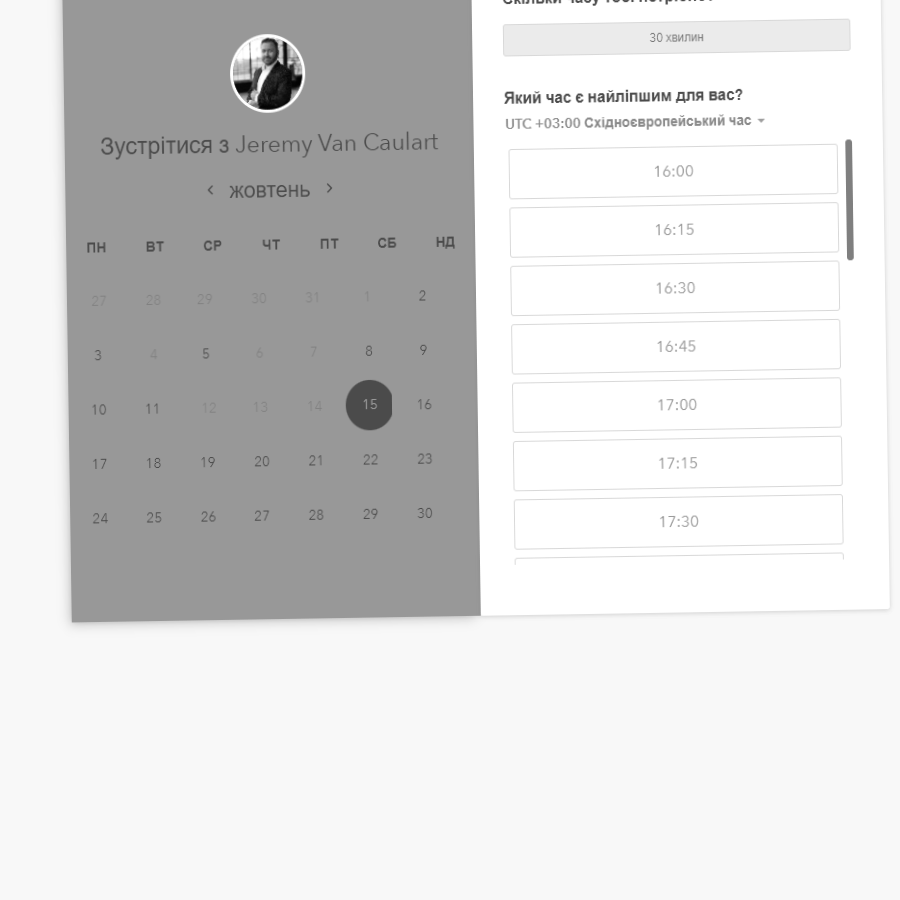 Зустрітися з Jeremy Van Caulart
жовтень
ПН ВТ СР ЧТ ПТ СБ НД
27 28 29 30 31 1 2
3 4 5 6 7 8 9
10 11 12 13 14 15 16
17 18 19 20 21 22 23
24 25 26 27 28 29 30
30 хвилин
Який час є найліпшим для вас?
UTC +03:00 Східноєвропейський час
16:00
16:15
16:30
16:45
17:00
17:15
17:30